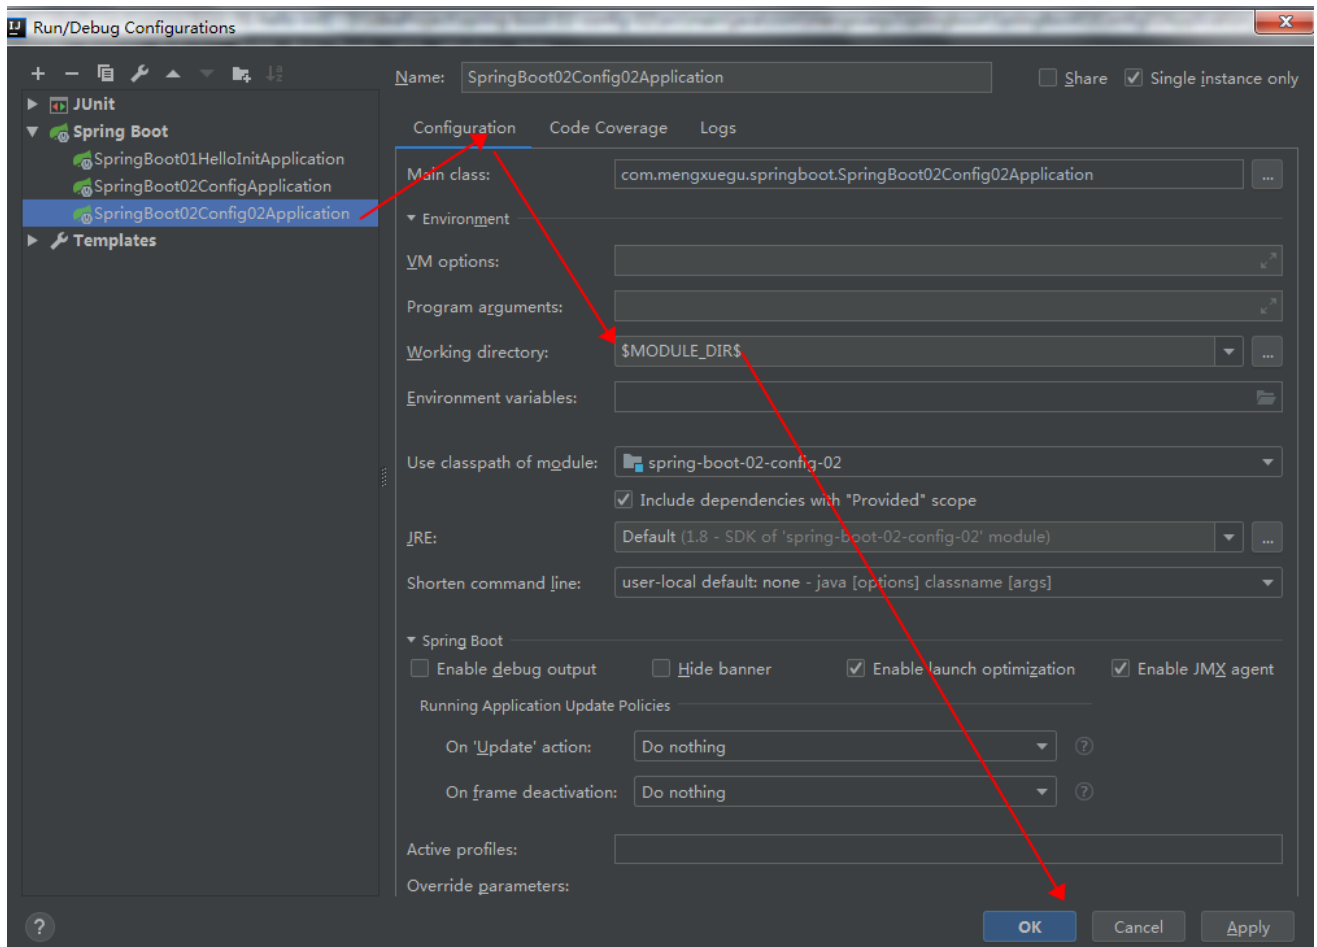 Run/Debug Configurations
Name: SpringBoot02Config02Application Share Single instance only
JUnit
Spring Boot
SpringBoot01HelloInitApplication
SpringBoot02ConfigApplication
SpringBoot02Config02Application
Templates
Configuration Code Coverage Logs
Main class: com.mengxuegu.springboot.SpringBoot02Config02Application ...
Environment
VM options:
Program arguments:
Working directory: $MODULE_DIR$ ...
Environment variables:
Use classpath of module: spring-boot-02-config-02
Include dependencies with "Provided" scope
JRE: Default (1.8 - SDK of 'spring-boot-02-config-02' module) ...
Shorten command line: user-local default: none - java [options] classname [args]
Spring Boot
Enable debug output Hide banner Enable launch optimization Enable JMX agent
Running Application Update Policies
On 'Update' action: Do nothing ?
On frame deactivation: Do nothing ?
Active profiles:
Override parameters:
? OK Cancel Apply